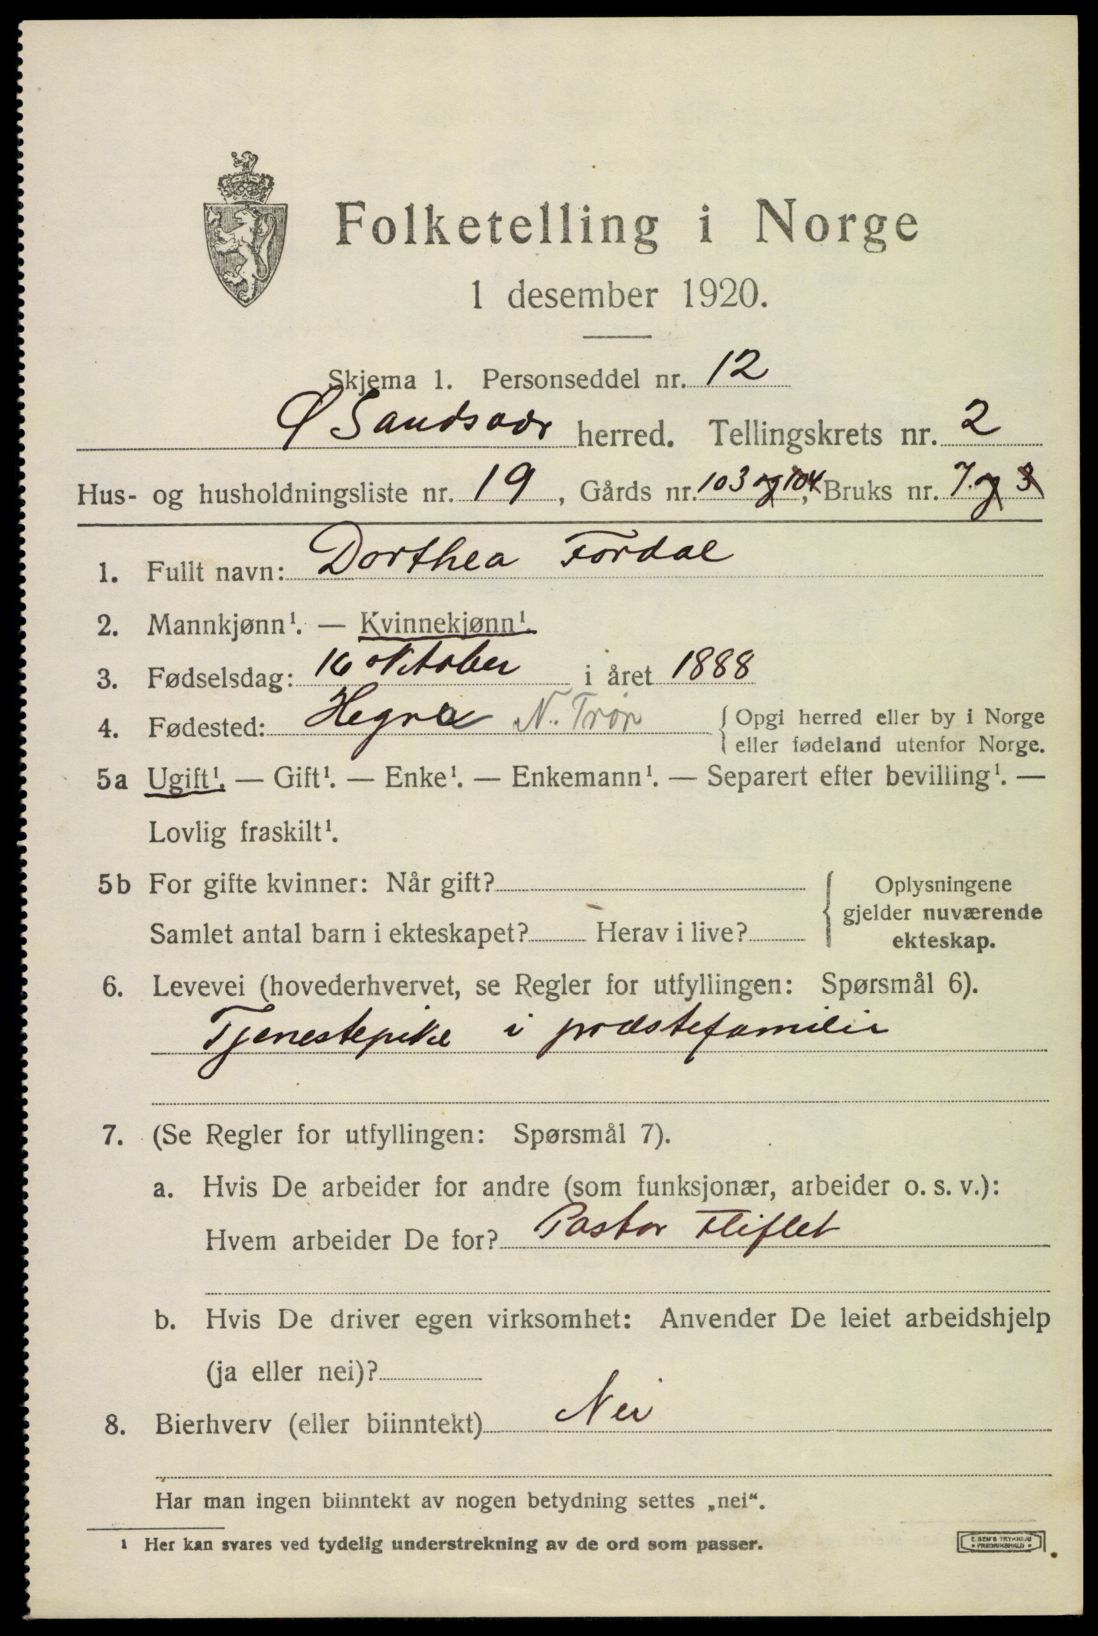 Folketelling i Norge
1 desember 1920.
Skjema 1. Personseddel nr. 12
Ø Sandsvær herred. Tellingskrets nr. 2
Hus- og husholdningsliste nr. 19, Gårds nr. 103 og 104, Bruks nr. 7 og 3
1. Fullt navn: Dorthea Fordal
2. Mannkjønn¹. — Kvinnekjønn¹.
3. Fødselsdag: 16 oktober i året 1888
4. Fødested: Hegra N. Trør { Opgi herred eller by i Norge
eller fødeland utenfor Norge.
5a Ugift¹. — Gift¹. — Enke¹. — Enkemann¹. — Separert efter bevilling¹. —
Lovlig fraskilt¹.
5b For gifte kvinner: Når gift? { Oplysningene
gjelder nuværende
Samlet antal barn i ekteskapet? Herav i live? ekteskap.
6. Levevei (hovederhvervet, se Regler for utfyllingen: Spørsmål 6).
Tjenestepike i præstefamilie
7. (Se Regler for utfyllingen: Spørsmål 7).
a. Hvis De arbeider for andre (som funksjonær, arbeider o. s. v.):
Hvem arbeider De for? Pastor Fliflet
b. Hvis De driver egen virksomhet: Anvender De leiet arbeidshjelp
(ja eller nei)?
8. Bierhverv (eller biinntekt) Nei
Har man ingen biinntekt av nogen betydning settes „nei“.
¹ Her kan svares ved tydelig understrekning av de ord som passer.